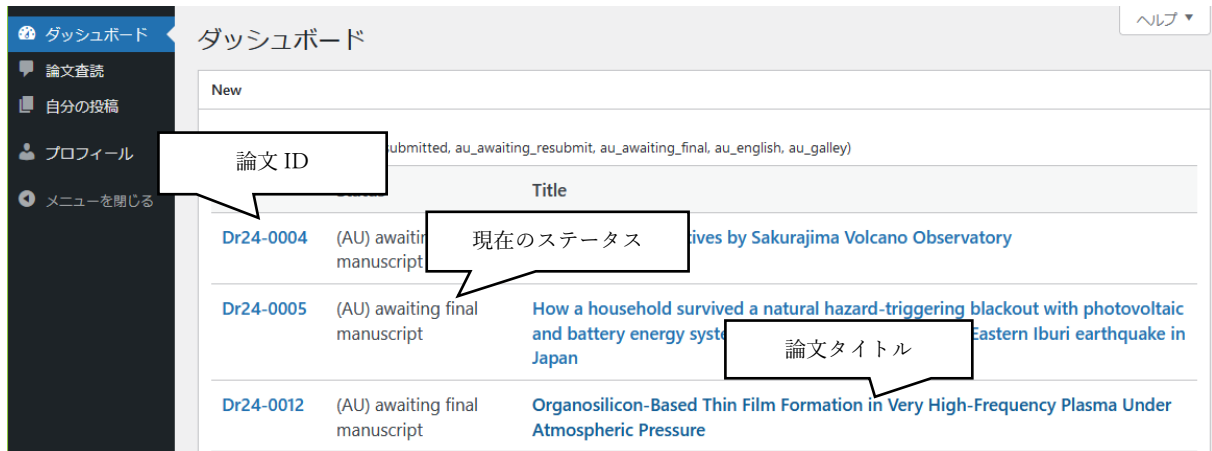 ダッシュボード
論文査読
自分の投稿
プロフィール
メニューを閉じる
ヘルプ
ダッシュボード
New
submitted, au_awaiting_resubmit, au_awaiting_final, au_english, au_galley)
論文 ID
Title
Dr24-0004 (AU) by Sakurajima Volcano Observatory
manuscript
現在のステータス
Dr24-0005 (AU) awaiting final How a household survived a natural hazard-triggering blackout with photovoltaic
manuscript and battery energy Eastern Iburi earthquake in
Japan
論文タイトル
Dr24-0012 (AU) awaiting final Organosilicon-Based Thin Film Formation in Very High-Frequency Plasma Under
manuscript Atmospheric Pressure